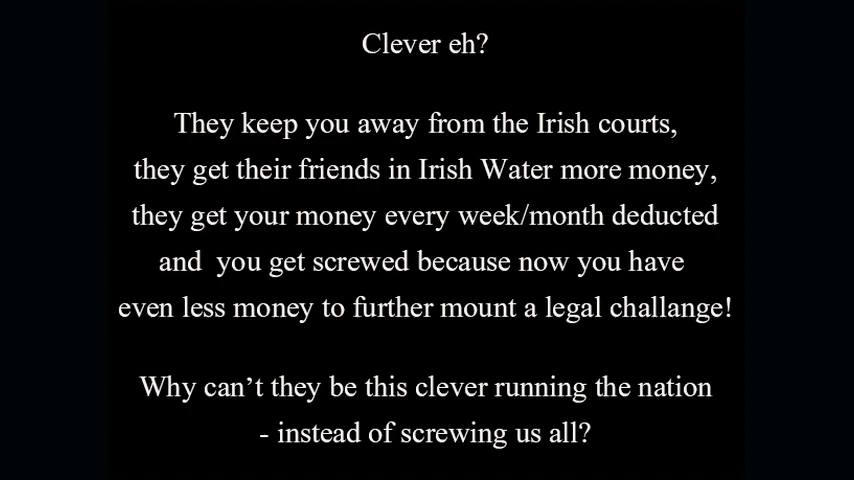 Clever eh?
They keep you away from the Irish courts,
they get their friends in Irish Water more money,
they get your money every week/month deducted
and  you get screwed because now you have
even less money to further mount a legal challange!
Why can’t they be this clever running the nation
- instead of screwing us all?